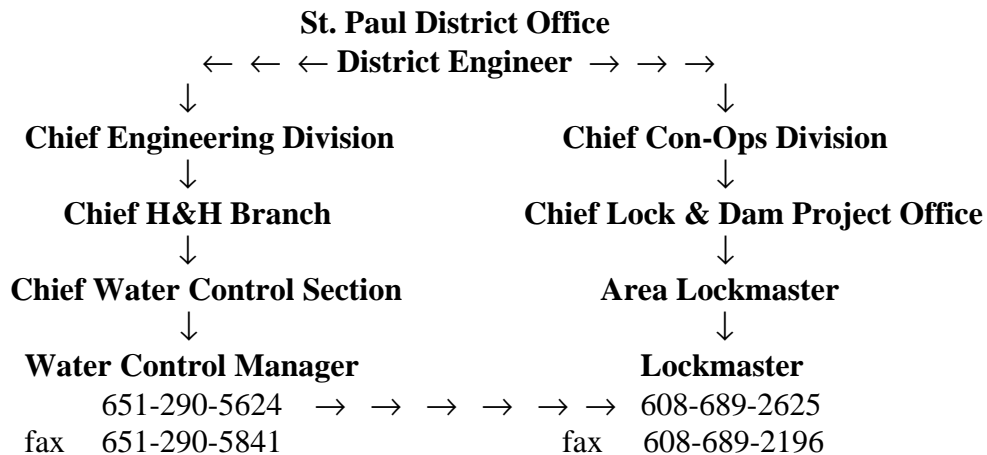 St. Paul District Office
← ← ← District Engineer → → →
↓ ↓
Chief Engineering Division Chief Con-Ops Division
↓ ↓
Chief H&H Branch Chief Lock & Dam Project Office
↓ ↓
Chief Water Control Section Area Lockmaster
↓ ↓
Water Control Manager Lockmaster
651-290-5624 → → → → → → 608-689-2625
fax 651-290-5841 fax 608-689-2196